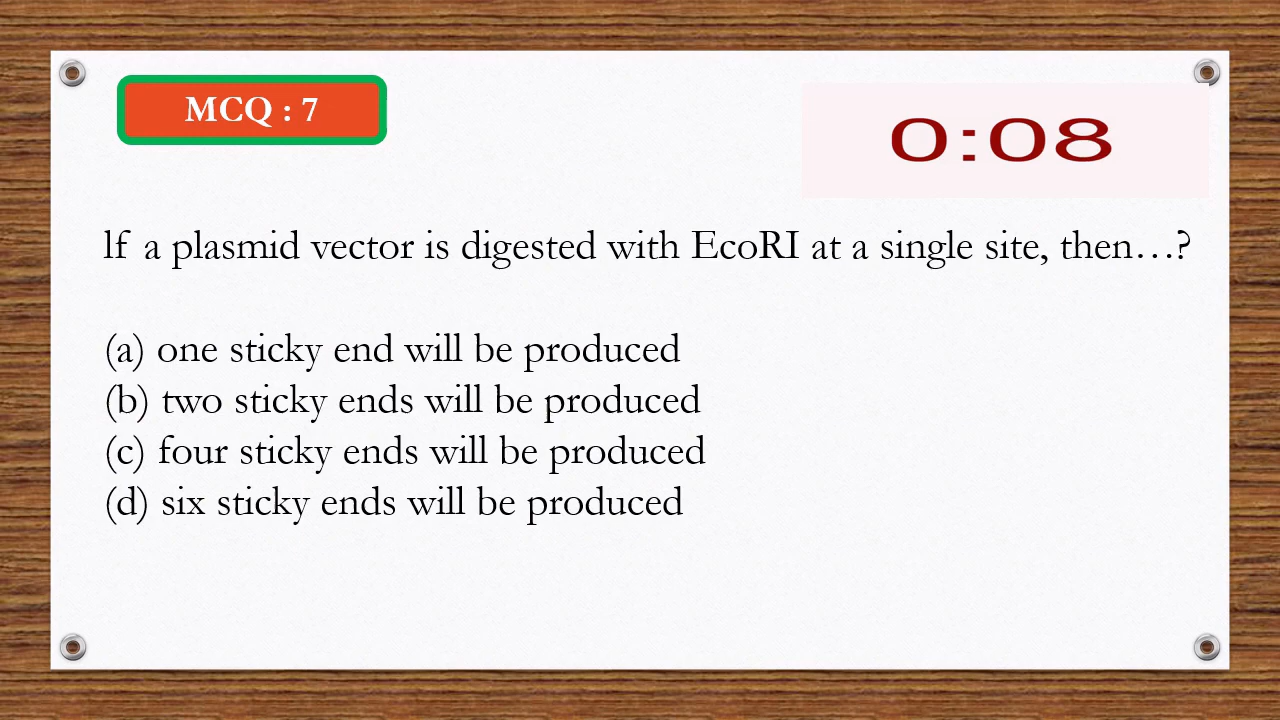 MCQ : 7
0:08
lf a plasmid vector is digested with EcoRI at a single site, then…?
(a) one sticky end will be produced
(b) two sticky ends will be produced
(c) four sticky ends will be produced
(d) six sticky ends will be produced